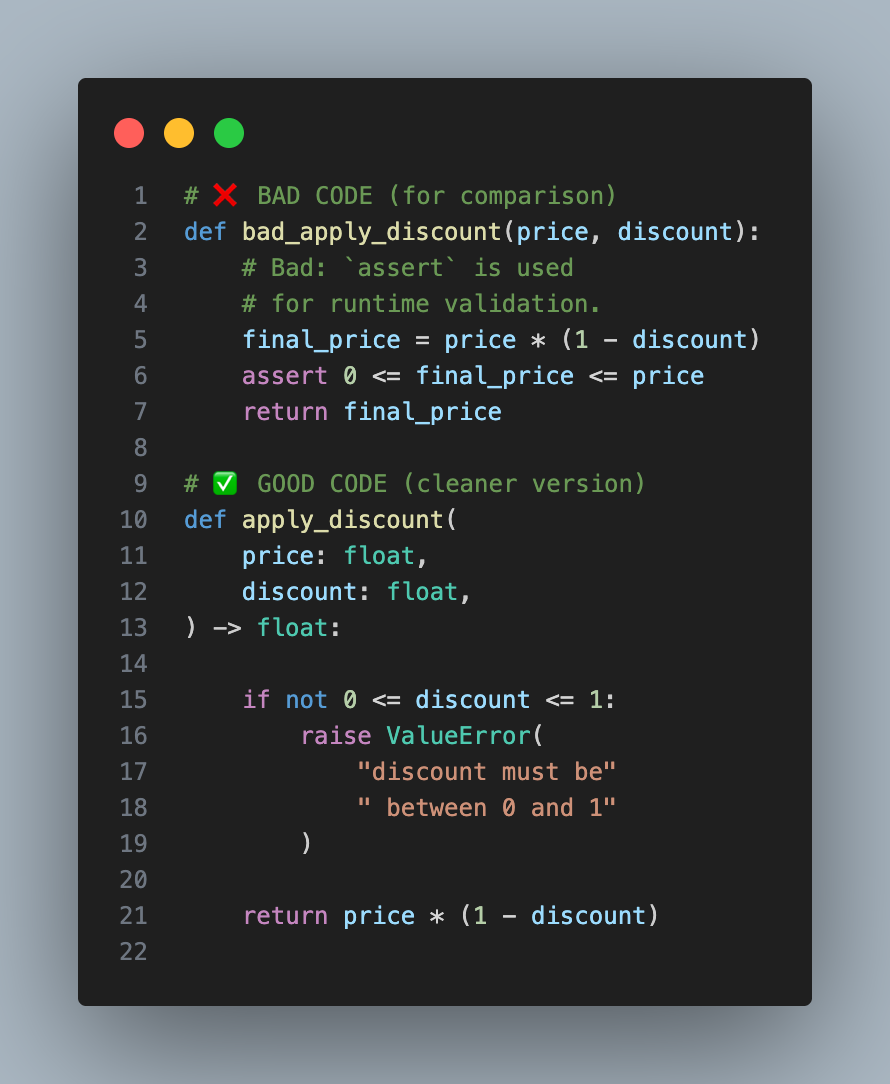 1 # ❌ BAD CODE (for comparison)
2 def bad_apply_discount(price, discount):
3     # Bad: `assert` is used
4     # for runtime validation.
5     final_price = price * (1 - discount)
6     assert 0 <= final_price <= price
7     return final_price
8
9 # ✅ GOOD CODE (cleaner version)
10 def apply_discount(
11     price: float,
12     discount: float,
13 ) -> float:
14
15     if not 0 <= discount <= 1:
16         raise ValueError(
17             "discount must be"
18             " between 0 and 1"
19         )
20
21     return price * (1 - discount)
22